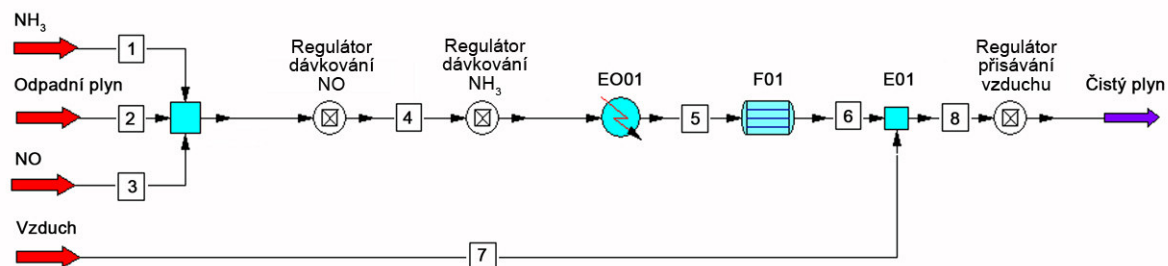 NH₃
1
Odpadní plyn
2
NO
3
Vzduch
7
Regulátor
dávkování
NO
4
Regulátor
dávkování
NH₃
EO01
5
F01
6
E01
8
Regulátor
přisávání
vzduchu
Čistý plyn